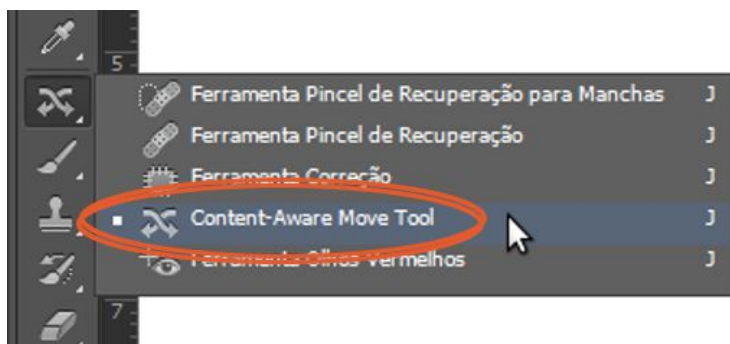 5
Ferramenta Pincel de Recuperação para Manchas J
Ferramenta Pincel de Recuperação J
Ferramenta Correção J
Content-Aware Move Tool J
Ferramenta Olhos Vermelhos J
7